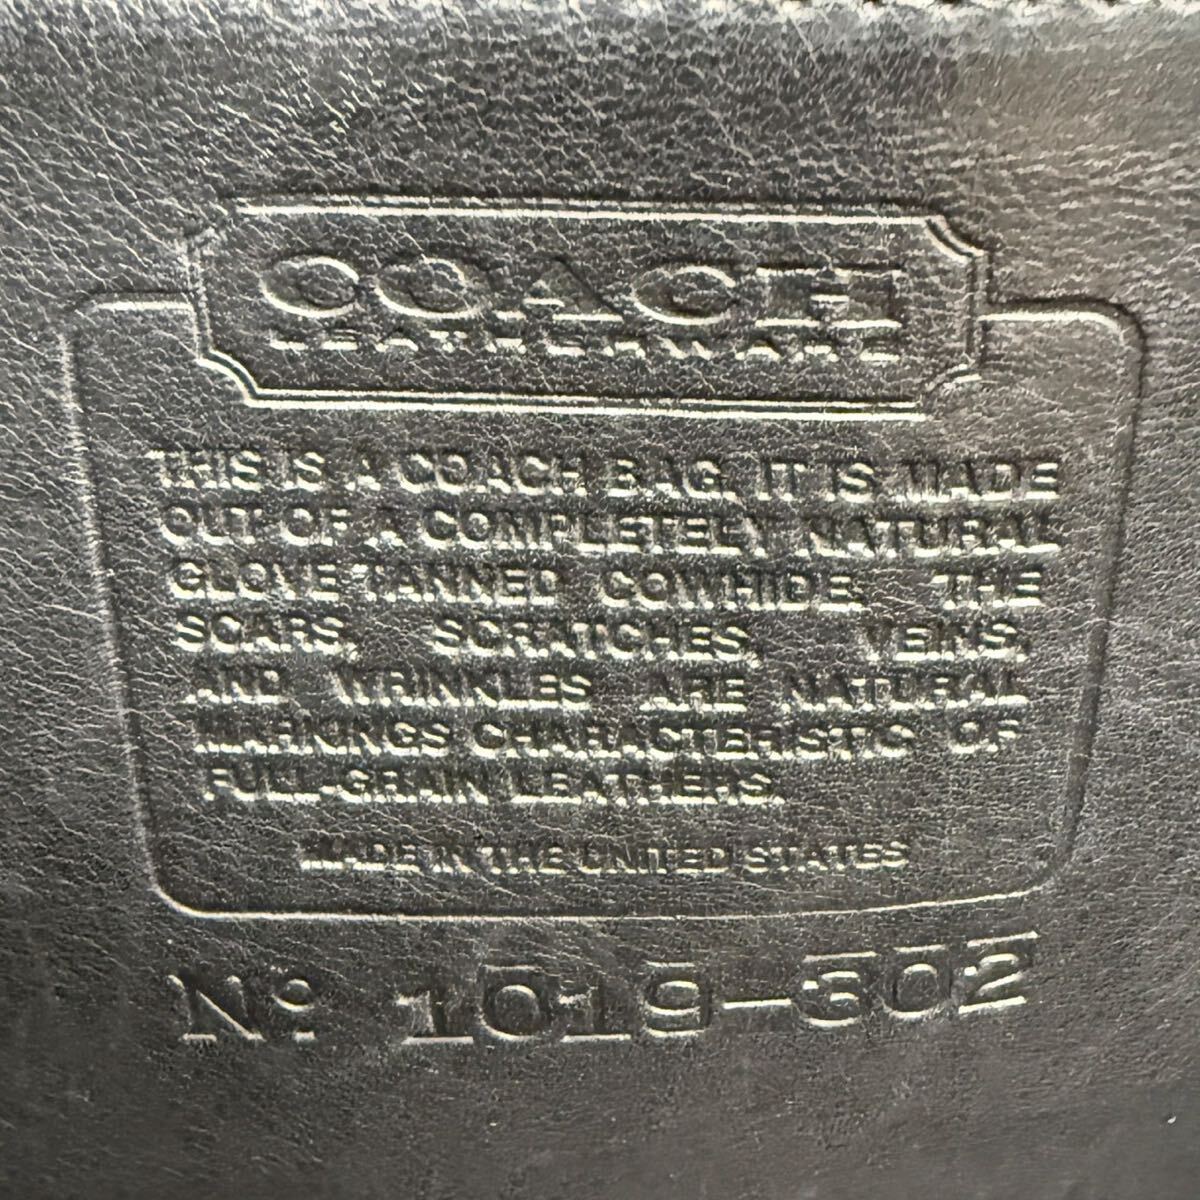 COACH
LEATHERWARE
THIS IS A COACH BAG. IT IS MADE
OUT OF A COMPLETELY NATURAL
GLOVE-TANNED COWHIDE. THE
SCARS, SCRATCHES, VEINS,
AND WRINKLES ARE NATURAL
MARKINGS CHARACTERISTIC OF
FULL-GRAIN LEATHERS.
MADE IN THE UNITED STATES
Nº 1019-302